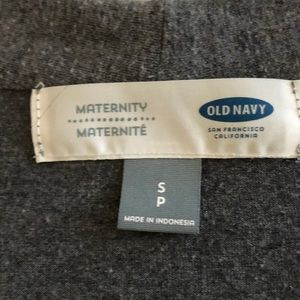 MATERNITY
MATERNITÉ
OLD NAVY
SAN FRANCISCO
CALIFORNIA
S
P
MADE IN INDONESIA